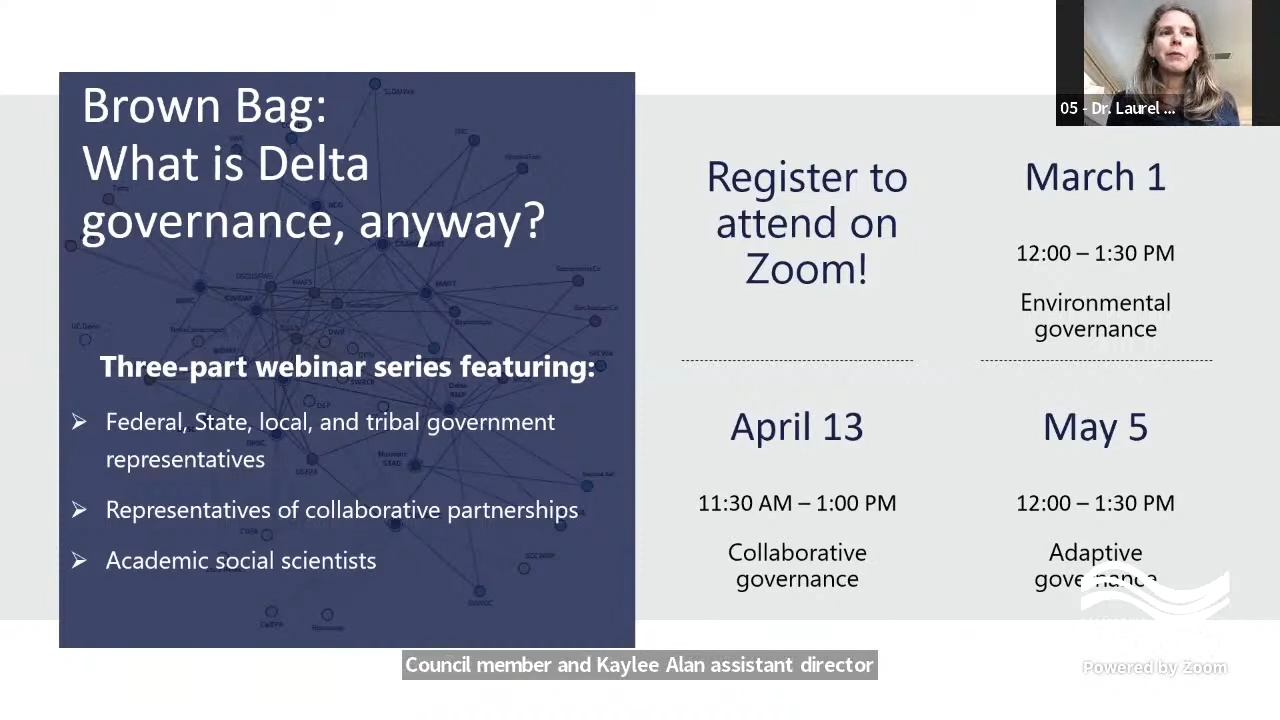 05 - Dr. Laurel ...
Brown Bag:
What is Delta
governance, anyway?
Three-part webinar series featuring:
➢ Federal, State, local, and tribal government
representatives
➢ Representatives of collaborative partnerships
➢ Academic social scientists
Register to
attend on
Zoom!
March 1
12:00 – 1:30 PM
Environmental
governance
April 13
11:30 AM – 1:00 PM
Collaborative
governance
May 5
12:00 – 1:30 PM
Adaptive
governance
Powered by Zoom
Council member and Kaylee Alan assistant director